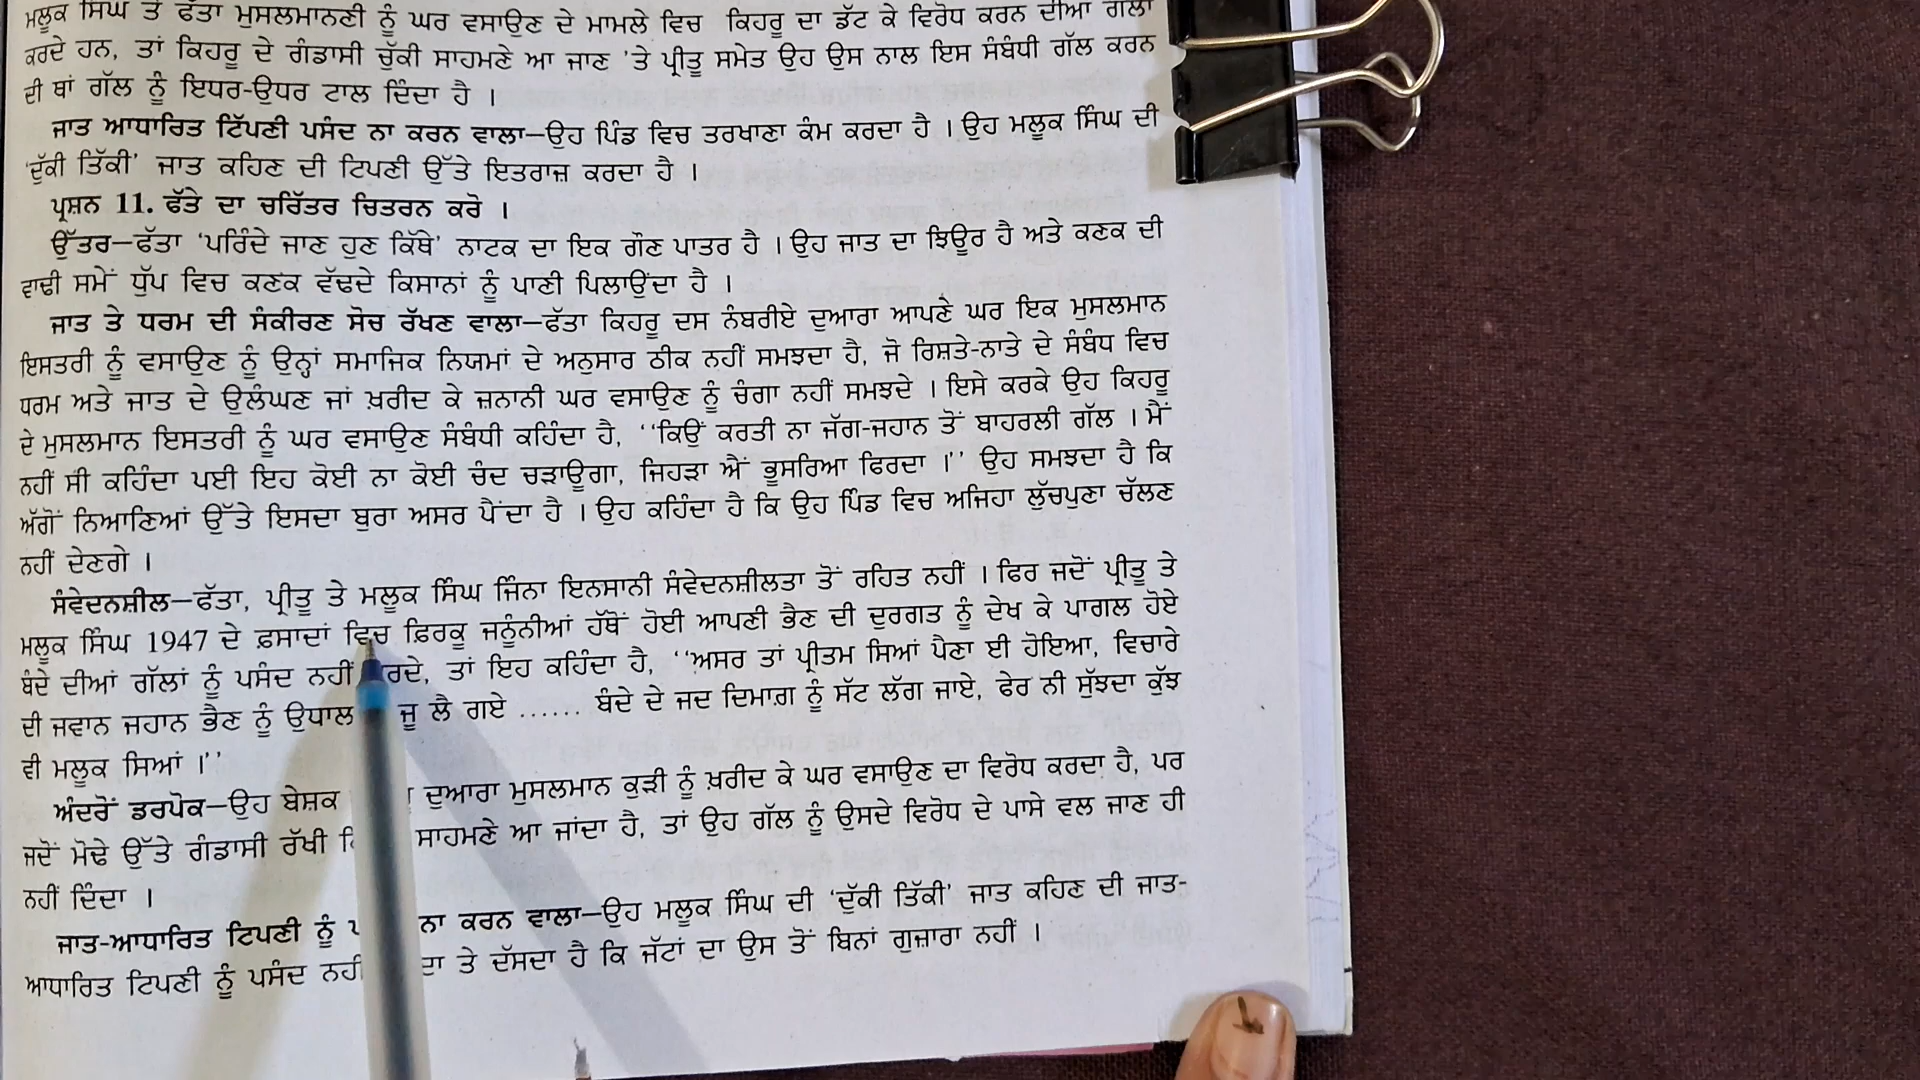 ਮਲੂਕ ਸਿੰਘ ਤੇ ਫੱਤਾ ਮੁਸਲਮਾਨਣੀ ਨੂੰ ਘਰ ਵਸਾਉਣ ਦੇ ਮਾਮਲੇ ਵਿਚ ਕਿਹਰੂ ਦਾ ਡੱਟ ਕੇ ਵਿਰੋਧ ਕਰਨ ਦੀਆਂ ਗੱਲਾਂ
ਕਰਦੇ ਹਨ, ਤਾਂ ਕਿਹਰੂ ਦੇ ਗੰਡਾਸੀ ਚੁੱਕੀ ਸਾਹਮਣੇ ਆ ਜਾਣ 'ਤੇ ਪ੍ਰੀਤੂ ਸਮੇਤ ਉਹ ਉਸ ਨਾਲ ਇਸ ਸੰਬੰਧੀ ਗੱਲ ਕਰਨ
ਦੀ ਥਾਂ ਗੱਲ ਨੂੰ ਇਧਰ-ਉਧਰ ਟਾਲ ਦਿੰਦਾ ਹੈ ।
ਜਾਤ ਆਧਾਰਿਤ ਟਿੱਪਣੀ ਪਸੰਦ ਨਾ ਕਰਨ ਵਾਲਾ—ਉਹ ਪਿੰਡ ਵਿਚ ਤਰਖਾਣਾ ਕੰਮ ਕਰਦਾ ਹੈ । ਉਹ ਮਲੂਕ ਸਿੰਘ ਦੀ
'ਦੁੱਕੀ ਤਿੱਕੀ' ਜਾਤ ਕਹਿਣ ਦੀ ਟਿਪਣੀ ਉੱਤੇ ਇਤਰਾਜ਼ ਕਰਦਾ ਹੈ ।
ਪ੍ਰਸ਼ਨ 11. ਫੱਤੇ ਦਾ ਚਰਿੱਤਰ ਚਿਤਰਨ ਕਰੋ ।
ਉੱਤਰ—ਫੱਤਾ 'ਪਰਿੰਦੇ ਜਾਣ ਹੁਣ ਕਿੱਥੇ' ਨਾਟਕ ਦਾ ਇਕ ਗੌਣ ਪਾਤਰ ਹੈ । ਉਹ ਜਾਤ ਦਾ ਝਿਊਰ ਹੈ ਅਤੇ ਕਣਕ ਦੀ
ਵਾਢੀ ਸਮੇਂ ਧੁੱਪ ਵਿਚ ਕਣਕ ਵੱਢਦੇ ਕਿਸਾਨਾਂ ਨੂੰ ਪਾਣੀ ਪਿਲਾਉਂਦਾ ਹੈ ।
ਜਾਤ ਤੇ ਧਰਮ ਦੀ ਸੰਕੀਰਣ ਸੋਚ ਰੱਖਣ ਵਾਲਾ—ਫੱਤਾ ਕਿਹਰੂ ਦਸ ਨੰਬਰੀਏ ਦੁਆਰਾ ਆਪਣੇ ਘਰ ਇਕ ਮੁਸਲਮਾਨ
ਇਸਤਰੀ ਨੂੰ ਵਸਾਉਣ ਨੂੰ ਉਨ੍ਹਾਂ ਸਮਾਜਿਕ ਨਿਯਮਾਂ ਦੇ ਅਨੁਸਾਰ ਠੀਕ ਨਹੀਂ ਸਮਝਦਾ ਹੈ, ਜੋ ਰਿਸ਼ਤੇ-ਨਾਤੇ ਦੇ ਸੰਬੰਧ ਵਿਚ
ਧਰਮ ਅਤੇ ਜਾਤ ਦੇ ਉਲੰਘਣ ਜਾਂ ਖ਼ਰੀਦ ਕੇ ਜ਼ਨਾਨੀ ਘਰ ਵਸਾਉਣ ਨੂੰ ਚੰਗਾ ਨਹੀਂ ਸਮਝਦੇ । ਇਸੇ ਕਰਕੇ ਉਹ ਕਿਹਰੂ
ਦੇ ਮੁਸਲਮਾਨ ਇਸਤਰੀ ਨੂੰ ਘਰ ਵਸਾਉਣ ਸੰਬੰਧੀ ਕਹਿੰਦਾ ਹੈ, ''ਕਿਉਂ ਕਰਤੀ ਨਾ ਜੱਗ-ਜਹਾਨ ਤੋਂ ਬਾਹਰਲੀ ਗੱਲ । ਮੈਂ
ਨਹੀਂ ਸੀ ਕਹਿੰਦਾ ਪਈ ਇਹ ਕੋਈ ਨਾ ਕੋਈ ਚੰਦ ਚੜਾਊਗਾ, ਜਿਹੜਾ ਐਂ ਭੂਸਰਿਆ ਫਿਰਦਾ ।'' ਉਹ ਸਮਝਦਾ ਹੈ ਕਿ
ਅੱਗੋਂ ਨਿਆਣਿਆਂ ਉੱਤੇ ਇਸਦਾ ਬੁਰਾ ਅਸਰ ਪੈਂਦਾ ਹੈ । ਉਹ ਕਹਿੰਦਾ ਹੈ ਕਿ ਉਹ ਪਿੰਡ ਵਿਚ ਅਜਿਹਾ ਲੁੱਚਪੁਣਾ ਚੱਲਣ
ਨਹੀਂ ਦੇਣਗੇ ।
ਸੰਵੇਦਨਸ਼ੀਲ—ਫੱਤਾ, ਪ੍ਰੀਤੂ ਤੇ ਮਲੂਕ ਸਿੰਘ ਜਿੰਨਾ ਇਨਸਾਨੀ ਸੰਵੇਦਨਸ਼ੀਲਤਾ ਤੋਂ ਰਹਿਤ ਨਹੀਂ । ਫਿਰ ਜਦੋਂ ਪ੍ਰੀਤੂ ਤੇ
ਮਲੂਕ ਸਿੰਘ 1947 ਦੇ ਫ਼ਸਾਦਾਂ ਵਿਚ ਫ਼ਿਰਕੂ ਜਨੂੰਨੀਆਂ ਹੱਥੋਂ ਹੋਈ ਆਪਣੀ ਭੈਣ ਦੀ ਦੁਰਗਤ ਨੂੰ ਦੇਖ ਕੇ ਪਾਗਲ ਹੋਏ
ਬੰਦੇ ਦੀਆਂ ਗੱਲਾਂ ਨੂੰ ਪਸੰਦ ਨਹੀਂ ਰਦੇ, ਤਾਂ ਇਹ ਕਹਿੰਦਾ ਹੈ, ''ਅਸਰ ਤਾਂ ਪ੍ਰੀਤਮ ਸਿਆਂ ਪੈਣਾ ਈ ਹੋਇਆ, ਵਿਚਾਰੇ
ਦੀ ਜਵਾਨ ਜਹਾਨ ਭੈਣ ਨੂੰ ਉਧਾਲ ਜੂ ਲੈ ਗਏ ...... ਬੰਦੇ ਦੇ ਜਦ ਦਿਮਾਗ਼ ਨੂੰ ਸੱਟ ਲੱਗ ਜਾਏ, ਫੇਰ ਨੀ ਸੁੱਝਦਾ ਕੁੱਝ
ਵੀ ਮਲੂਕ ਸਿਆਂ ।''
ਅੰਦਰੋਂ ਡਰਪੋਕ—ਉਹ ਬੇਸ਼ਕ ਦੁਆਰਾ ਮੁਸਲਮਾਨ ਕੁੜੀ ਨੂੰ ਖ਼ਰੀਦ ਕੇ ਘਰ ਵਸਾਉਣ ਦਾ ਵਿਰੋਧ ਕਰਦਾ ਹੈ, ਪਰ
ਜਦੋਂ ਮੋਢੇ ਉੱਤੇ ਗੰਡਾਸੀ ਰੱਖੀ ਸਾਹਮਣੇ ਆ ਜਾਂਦਾ ਹੈ, ਤਾਂ ਉਹ ਗੱਲ ਨੂੰ ਉਸਦੇ ਵਿਰੋਧ ਦੇ ਪਾਸੇ ਵਲ ਜਾਣ ਹੀ
ਨਹੀਂ ਦਿੰਦਾ ।
ਜਾਤ-ਆਧਾਰਿਤ ਟਿਪਣੀ ਨੂੰ ਨਾ ਕਰਨ ਵਾਲਾ—ਉਹ ਮਲੂਕ ਸਿੰਘ ਦੀ 'ਦੁੱਕੀ ਤਿੱਕੀ' ਜਾਤ ਕਹਿਣ ਦੀ ਜਾਤ-
ਆਧਾਰਿਤ ਟਿਪਣੀ ਨੂੰ ਪਸੰਦ ਨਹੀਂ ਦਾ ਤੇ ਦੱਸਦਾ ਹੈ ਕਿ ਜੱਟਾਂ ਦਾ ਉਸ ਤੋਂ ਬਿਨਾਂ ਗੁਜ਼ਾਰਾ ਨਹੀਂ ।